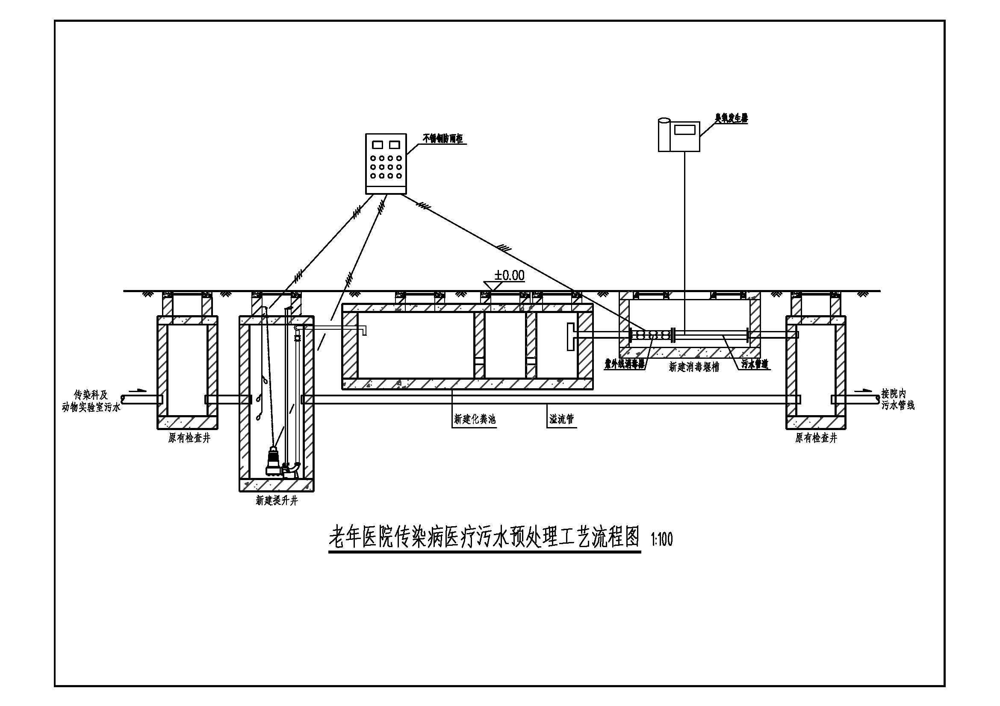 臭氧发生器
不锈钢防雨柜
±0.00
紫外线消毒器
新建消毒堰槽
污水管道
传染科及
动物实验室污水
接院内
污水管线
新建化粪池
溢流管
原有检查井
原有检查井
新建提升井
老年医院传染病医疗污水预处理工艺流程图 1:100